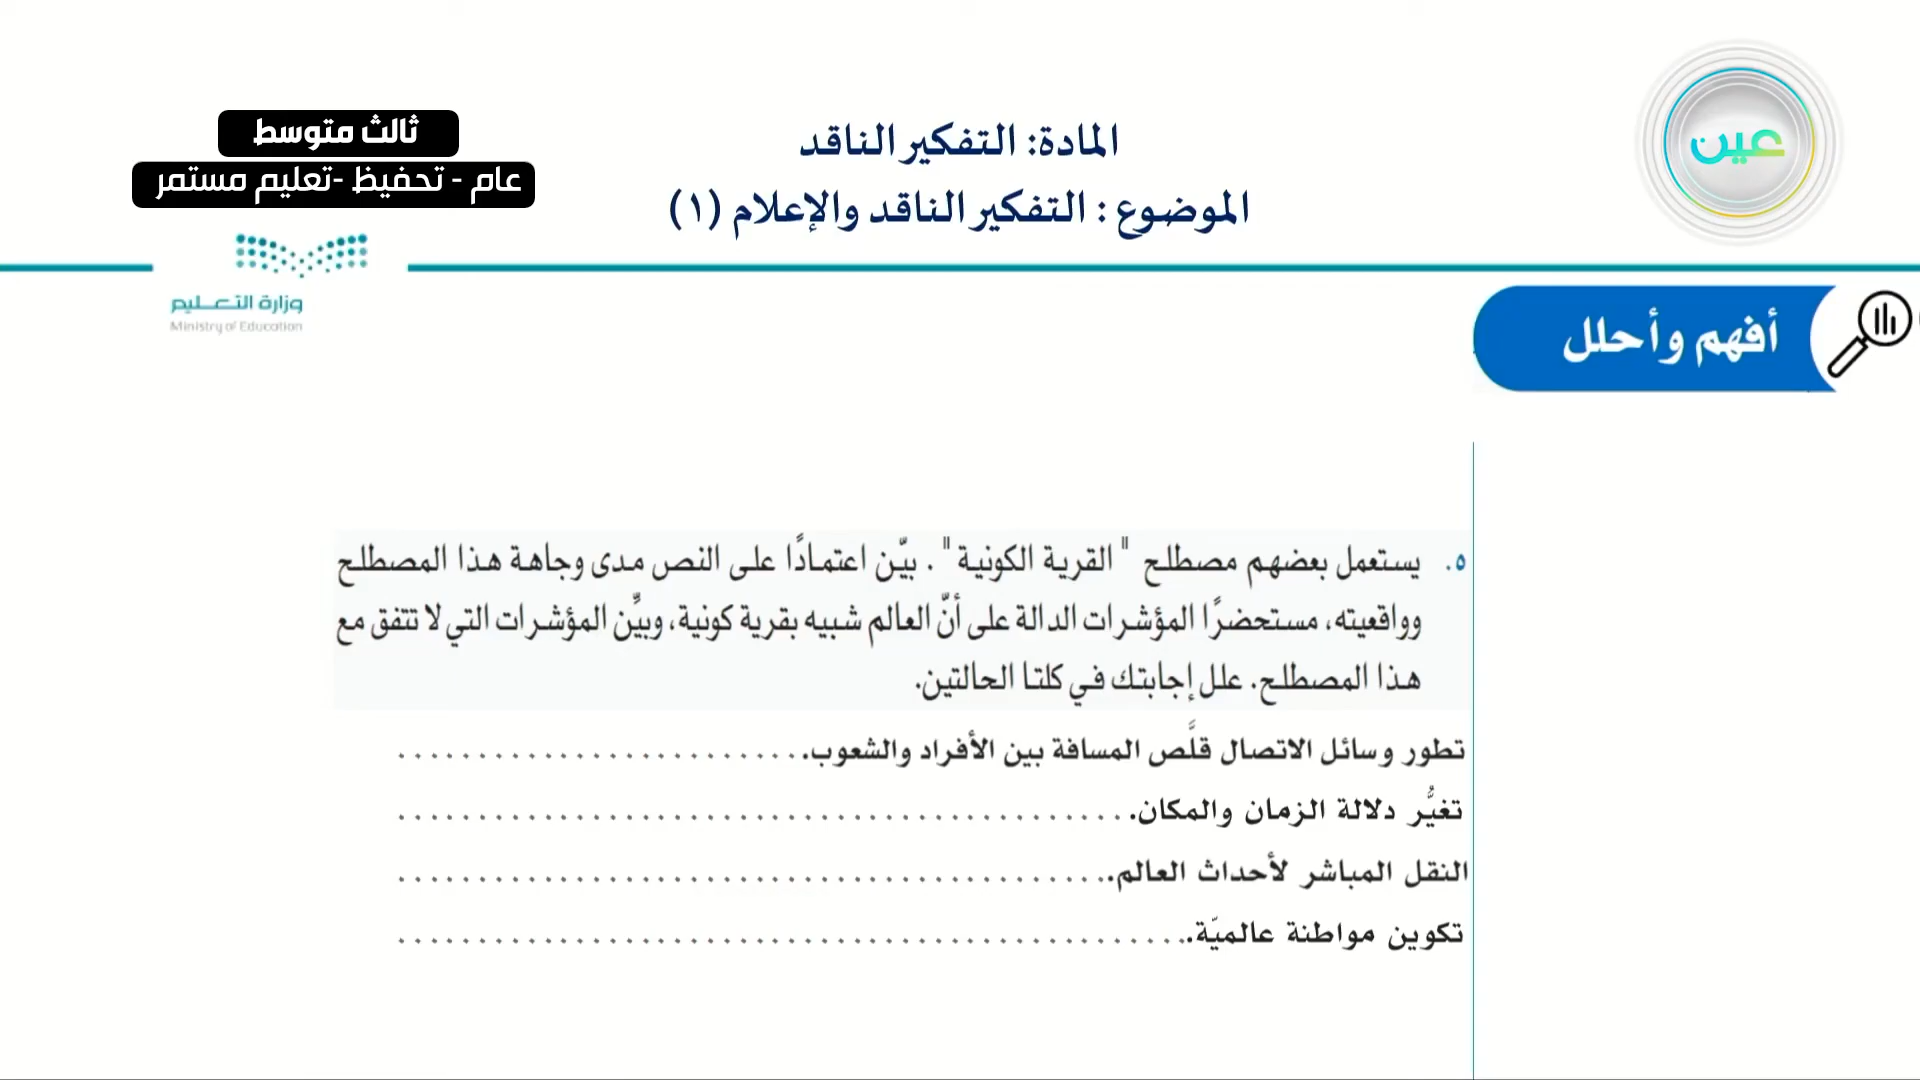 عين
المادة: التفكير الناقد
الموضوع : التفكير الناقد والإعلام (١)
ثالث متوسط
عام - تحفيظ -تعليم مستمر
وزارة التعـــليم
Ministry of Education
أفهم وأحلل
٥. يستعمل بعضهم مصطلح " القرية الكونية ". بيّن اعتمادًا على النص مدى وجاهة هذا المصطلح
وواقعيته، مستحضرًا المؤشرات الدالة على أنّ العالم شبيه بقرية كونية، وبيِّن المؤشرات التي لا تتفق مع
هذا المصطلح. علل إجابتك في كلتا الحالتين.
تطور وسائل الاتصال قلَّص المسافة بين الأفراد والشعوب. . . . . . . . . . . . . . . . . . . . . . . . . .
تغيُّر دلالة الزمان والمكان. . . . . . . . . . . . . . . . . . . . . . . . . . . . . . . . . . . . . . . . . . . . . .
النقل المباشر لأحداث العالم. . . . . . . . . . . . . . . . . . . . . . . . . . . . . . . . . . . . . . . . . . . . .
تكوين مواطنة عالميّة. . . . . . . . . . . . . . . . . . . . . . . . . . . . . . . . . . . . . . . . . . . . . . . . . .